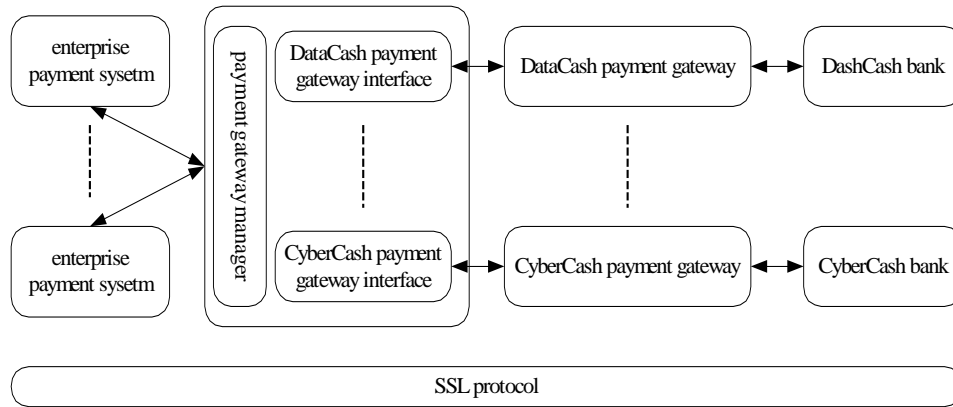 enterprise
payment sysetm
payment gateway manager
DataCash payment
gateway interface
DataCash payment gateway
DashCash bank
enterprise
payment sysetm
CyberCash payment
gateway interface
CyberCash payment gateway
CyberCash bank
SSL protocol